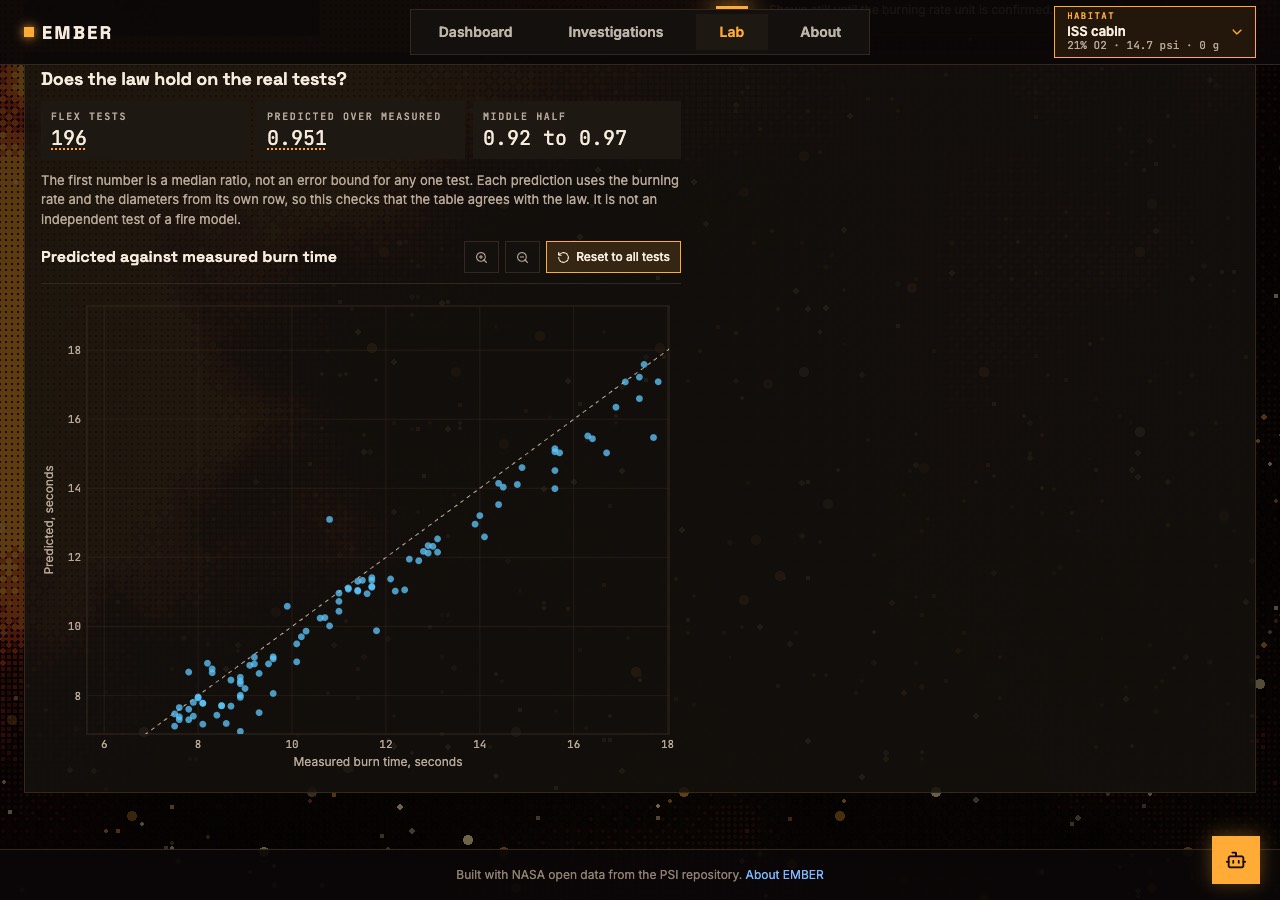 EMBER
Dashboard
Investigations
Lab
About
the burning rate unit is confirmed
HABITAT
ISS cabin
21% O2 · 14.7 psi · 0 g
Does the law hold on the real tests?
FLEX TESTS
196
PREDICTED OVER MEASURED
0.951
MIDDLE HALF
0.92 to 0.97
The first number is a median ratio, not an error bound for any one test. Each prediction uses the burning
rate and the diameters from its own row, so this checks that the table agrees with the law. It is not an
independent test of a fire model.
Predicted against measured burn time
Reset to all tests
Predicted, seconds
18
16
14
12
10
8
6
8
10
12
14
16
18
Measured burn time, seconds
Built with NASA open data from the PSI repository. About EMBER